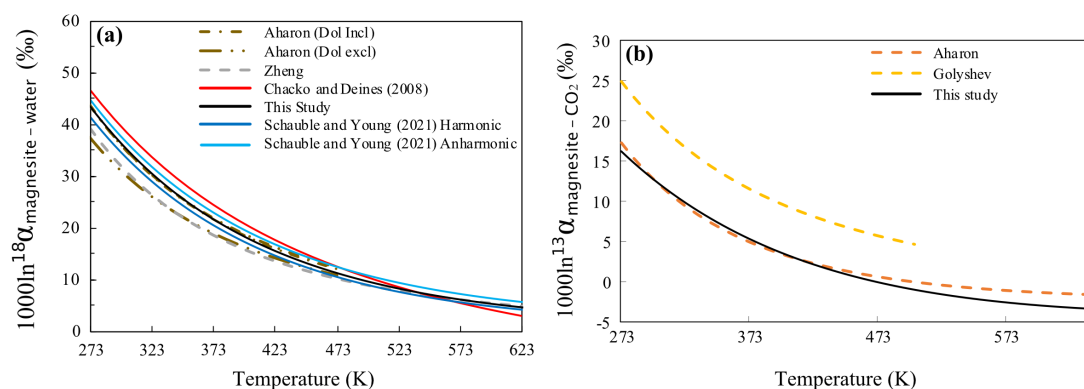 (a)
Aharon (Dol Incl)
Aharon (Dol excl)
Zheng
Chacko and Deines (2008)
This Study
Schauble and Young (2021) Harmonic
Schauble and Young (2021) Anharmonic
1000ln¹⁸αmagnesite – water (‰)
60
50
40
30
20
10
0
273 323 373 423 473 523 573 623
Temperature (K)
(b)
Aharon
Golyshev
This study
1000ln¹³αmagnesite – CO₂ (‰)
30
25
20
15
10
5
0
-5
273 373 473 573
Temperature (K)